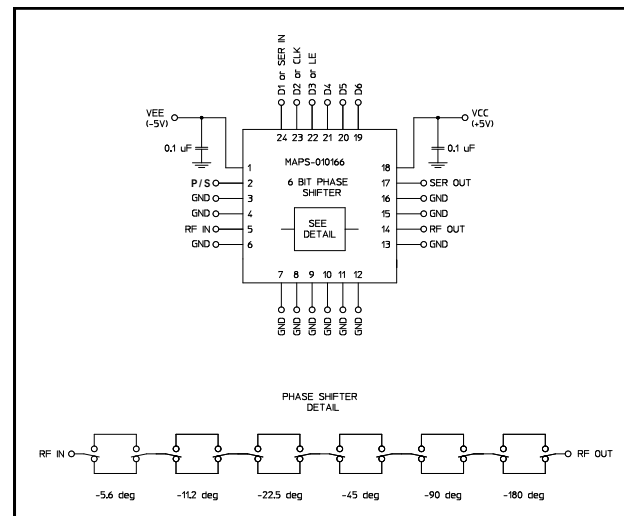 D1 or SER IN
D2 or CLK
D3 or LE
D4
D5
D6
VEE
(-5V)
VCC
(+5V)
24 23 22 21 20 19
0.1 uF
0.1 uF
MAPS-010166
1
18
6 BIT PHASE
SHIFTER
P/S 2
17 SER OUT
GND 3
16 GND
GND 4
15 GND
SEE
DETAIL
RF IN 5
14 RF OUT
GND 6
13 GND
7 8 9 10 11 12
GND GND GND GND GND GND
PHASE SHIFTER
DETAIL
RF IN
RF OUT
-5.6 deg -11.2 deg -22.5 deg -45 deg -90 deg -180 deg